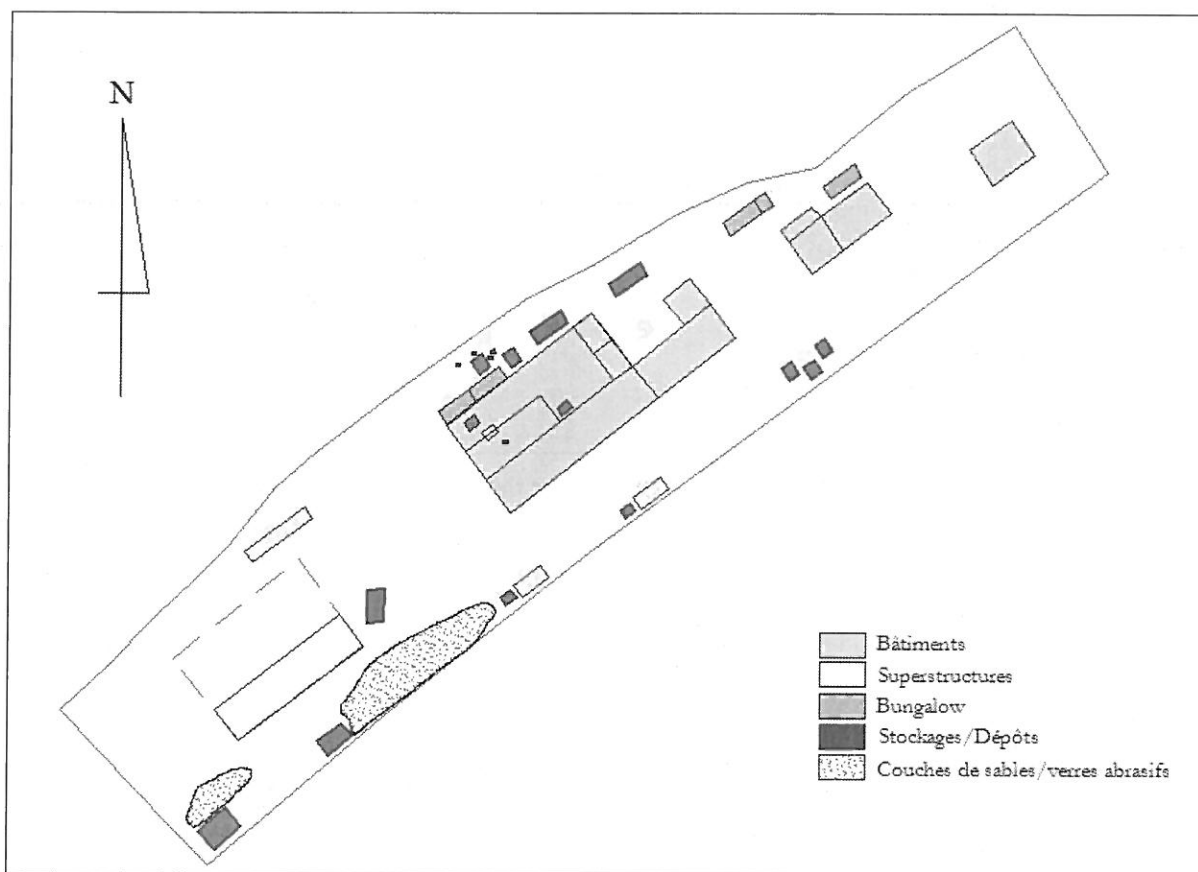 N
Bâtiments
Superstructures
Bungalow
Stockages/Dépôts
Couches de sables/verres abrasifs